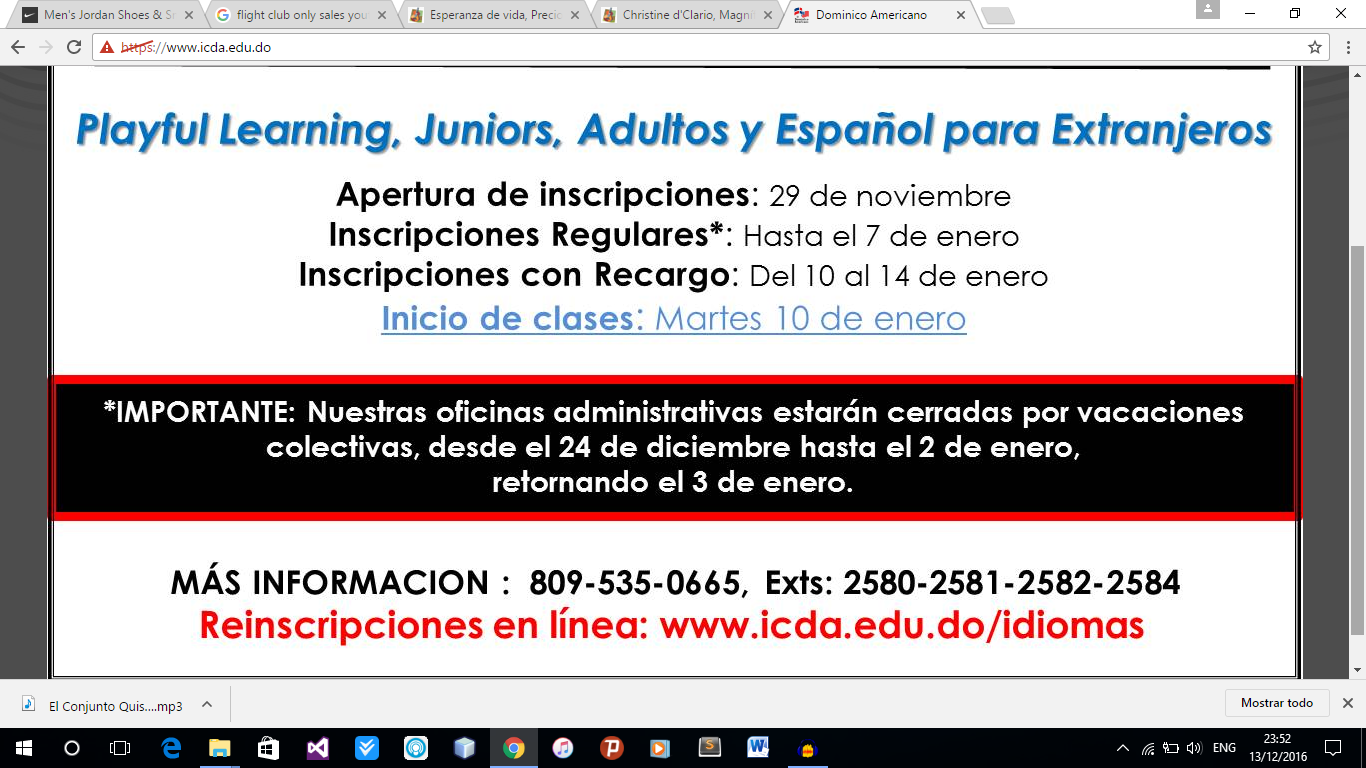 Men's Jordan Shoes & Sn
flight club only sales you
Esperanza de vida, Precio
Christine d'Clario, Magni
Dominico Americano
https://www.icda.edu.do
Playful Learning, Juniors, Adultos y Español para Extranjeros
Apertura de inscripciones: 29 de noviembre
Inscripciones Regulares*: Hasta el 7 de enero
Inscripciones con Recargo: Del 10 al 14 de enero
Inicio de clases: Martes 10 de enero
*IMPORTANTE: Nuestras oficinas administrativas estarán cerradas por vacaciones
colectivas, desde el 24 de diciembre hasta el 2 de enero,
retornando el 3 de enero.
MÁS INFORMACION : 809-535-0665, Exts: 2580-2581-2582-2584
Reinscripciones en línea: www.icda.edu.do/idiomas
El Conjunto Quis....mp3
Mostrar todo
ENG
23:52
13/12/2016